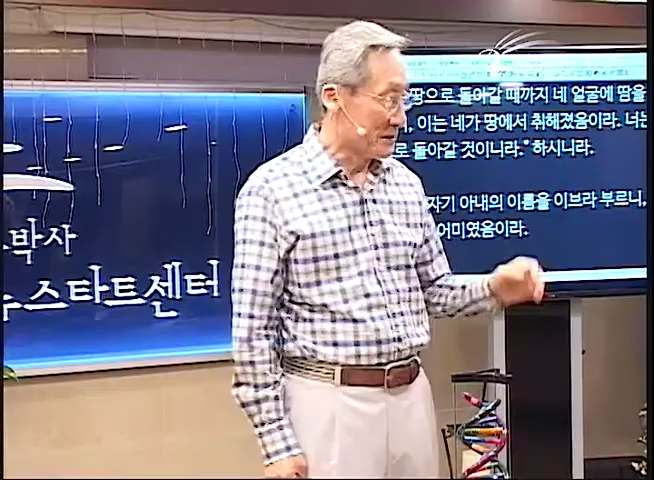 땅으로 돌아갈 때까지 네 얼굴에 땀을
이는 네가 땅에서 취해졌음이라. 너는
로 돌아갈 것이니라." 하시니라.
자기 아내의 이름을 이브라 부르니,
어미였음이라.
박사
뉴스타트센터